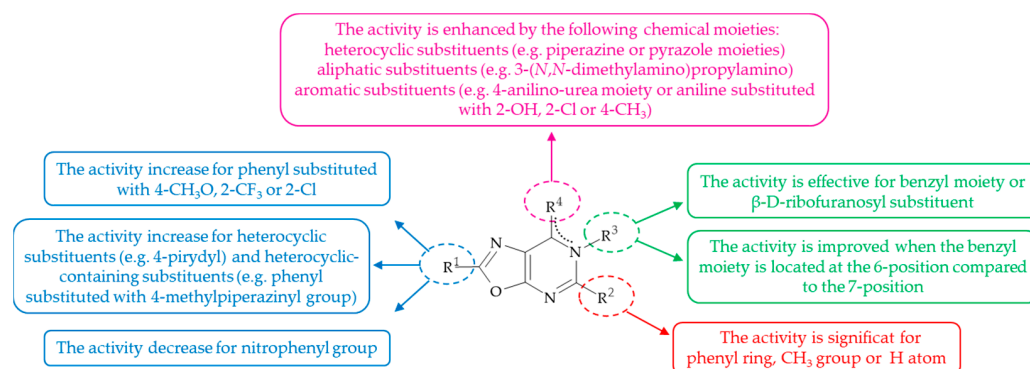 The activity is enhanced by the following chemical moieties:
heterocyclic substituents (e.g. piperazine or pyrazole moieties)
aliphatic substituents (e.g. 3-(N,N-dimethylamino)propylamino)
aromatic substituents (e.g. 4-anilino-urea moiety or aniline substituted
with 2-OH, 2-Cl or 4-CH₃)
The activity increase for phenyl substituted
with 4-CH₃O, 2-CF₃ or 2-Cl
The activity increase for heterocyclic
substituents (e.g. 4-pirydyl) and heterocyclic-
containing substituents (e.g. phenyl
substituted with 4-methylpiperazinyl group)
The activity decrease for nitrophenyl group
R⁴
N
N
R³
R¹
O
N
R²
The activity is effective for benzyl moiety or
β-D-ribofuranosyl substituent
The activity is improved when the benzyl
moiety is located at the 6-position compared
to the 7-position
The activity is significat for
phenyl ring, CH₃ group or H atom